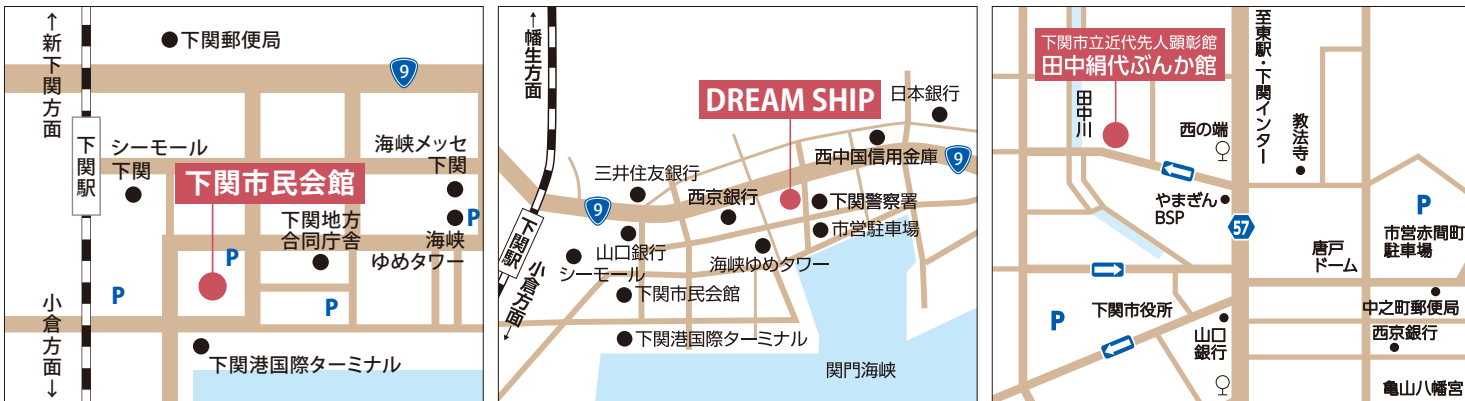 ↑新下関方面
下関郵便局
9
下関駅
シーモール
下関
海峡メッセ
下関
下関市民会館
下関地方
合同庁舎
P
海峡
ゆめタワー
P
P
P
小倉方面↓
下関港国際ターミナル
←幡生方面
DREAM SHIP
日本銀行
西中国信用金庫
9
三井住友銀行
西京銀行
下関警察署
9
市営駐車場
山口銀行
下関駅
シーモール
海峡ゆめタワー
小倉方面→
下関市民会館
下関港国際ターミナル
関門海峡
下関市立近代先人顕彰館
田中絹代ぶんか館
至東駅・下関インター
田中川
西の端
教法寺
やまぎん
BSP
P
57
市営赤間町
駐車場
唐戸
ドーム
下関市役所
P
中之町郵便局
山口
銀行
西京銀行
亀山八幡宮